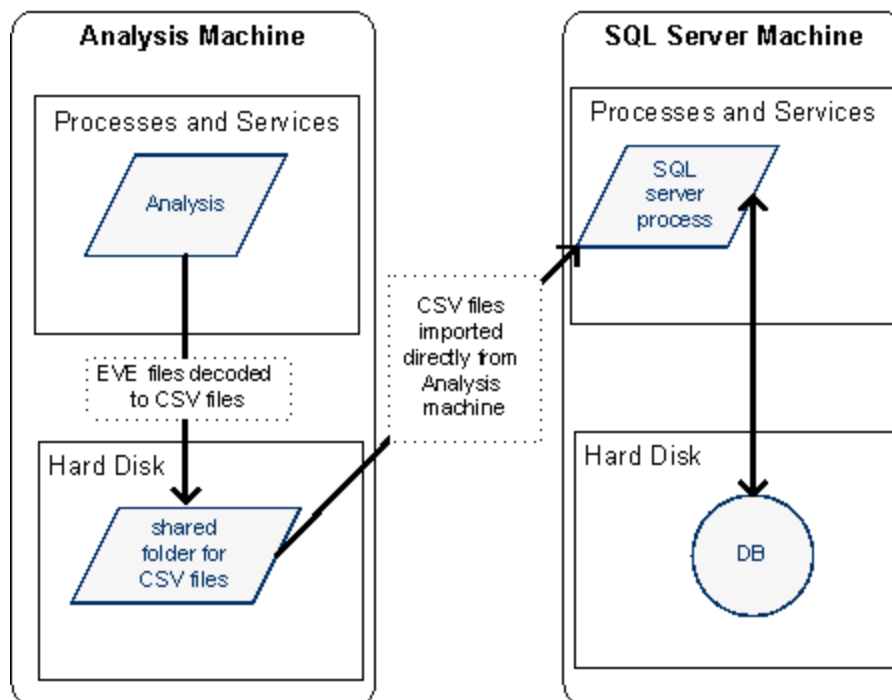 Analysis Machine
Processes and Services
Analysis
EVE files decoded
to CSV files
Hard Disk
shared
folder for
CSV files
CSV files
imported
directly from
Analysis
machine
SQL Server Machine
Processes and Services
SQL
server
process
Hard Disk
DB